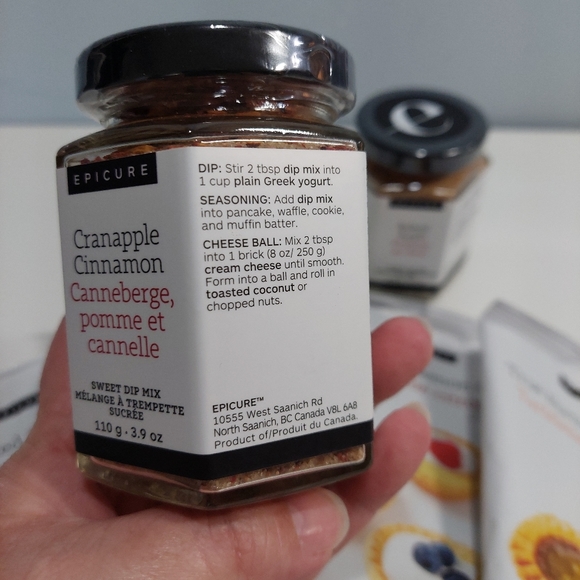 EPICURE
Cranapple
Cinnamon
Canneberge,
pomme et
cannelle
SWEET DIP MIX
MÉLANGE À TREMPETTE
SUCRÉE
110 g • 3.9 oz
DIP: Stir 2 tbsp dip mix into
1 cup plain Greek yogurt.
SEASONING: Add dip mix
into pancake, waffle, cookie,
and muffin batter.
CHEESE BALL: Mix 2 tbsp
into 1 brick (8 oz/ 250 g)
cream cheese until smooth.
Form into a ball and roll in
toasted coconut or
chopped nuts.
EPICURE™
10555 West Saanich Rd
North Saanich, BC Canada V8L 6A8
Product of/Produit du Canada.
e